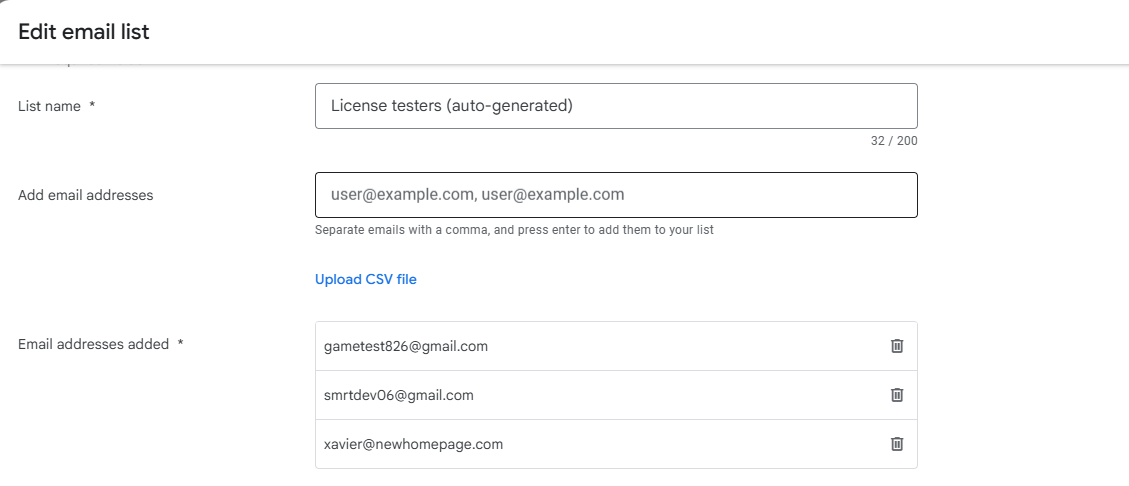 Edit email list
List name *
License testers (auto-generated)
32 / 200
Add email addresses
user@example.com, user@example.com
Separate emails with a comma, and press enter to add them to your list
Upload CSV file
Email addresses added *
gametest826@gmail.com
smrtdev06@gmail.com
xavier@newhomepage.com